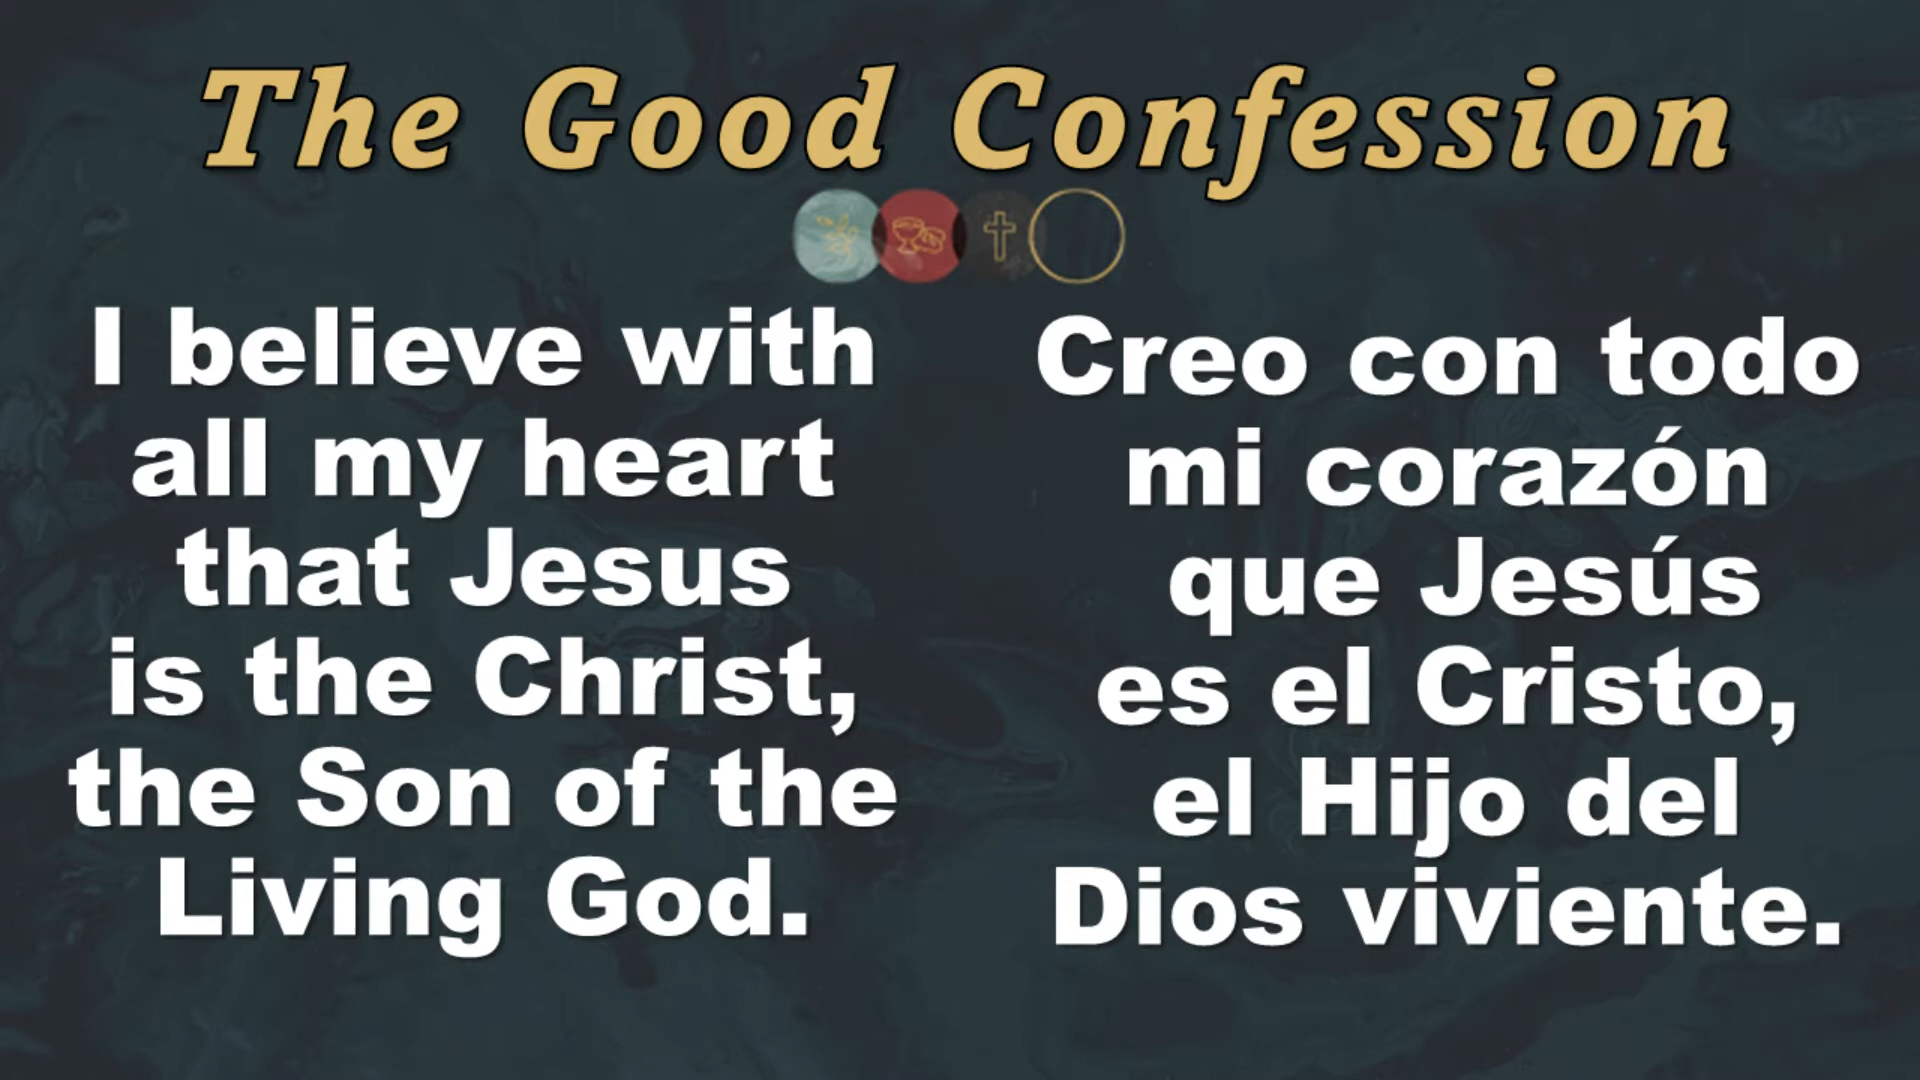 The Good Confession
I believe with
all my heart
that Jesus
is the Christ,
the Son of the
Living God.
Creo con todo
mi corazón
que Jesús
es el Cristo,
el Hijo del
Dios viviente.